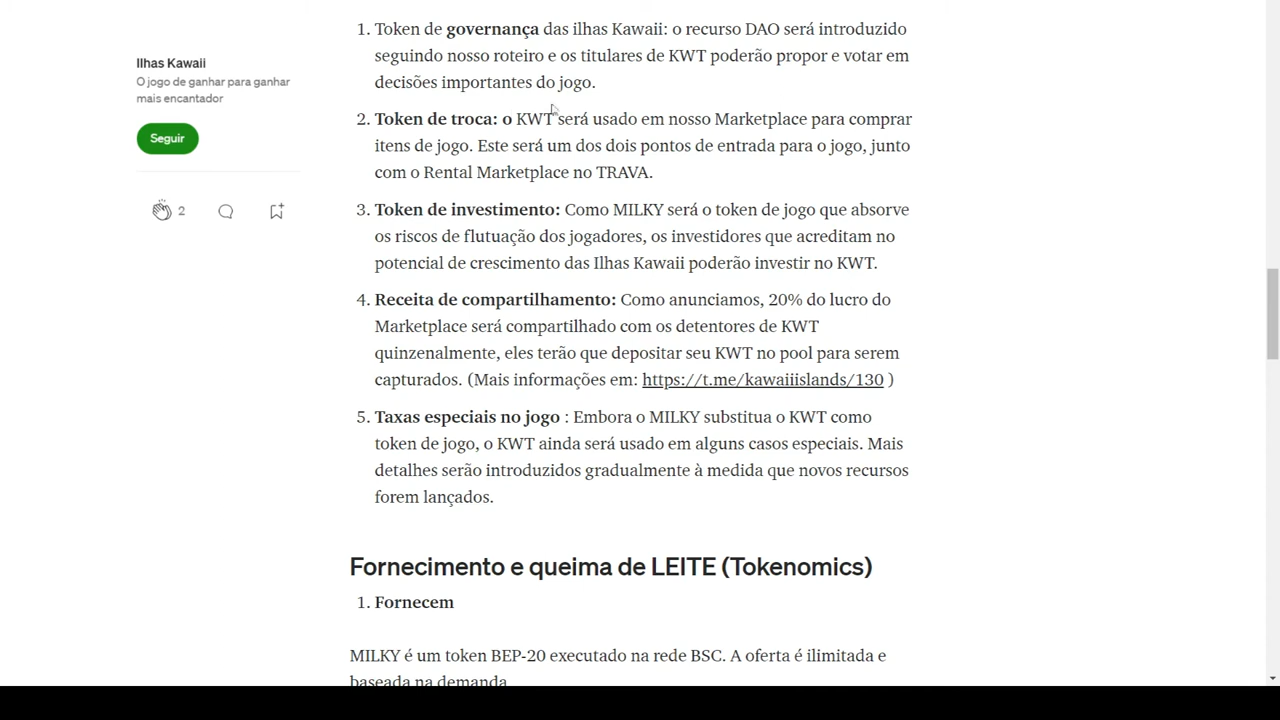 Ilhas Kawaii
O jogo de ganhar para ganhar
mais encantador
Seguir
2
1. Token de governança das ilhas Kawaii: o recurso DAO será introduzido
seguindo nosso roteiro e os titulares de KWT poderão propor e votar em
decisões importantes do jogo.
2. Token de troca: o KWT será usado em nosso Marketplace para comprar
itens de jogo. Este será um dos dois pontos de entrada para o jogo, junto
com o Rental Marketplace no TRAVA.
3. Token de investimento: Como MILKY será o token de jogo que absorve
os riscos de flutuação dos jogadores, os investidores que acreditam no
potencial de crescimento das Ilhas Kawaii poderão investir no KWT.
4. Receita de compartilhamento: Como anunciamos, 20% do lucro do
Marketplace será compartilhado com os detentores de KWT
quinzenalmente, eles terão que depositar seu KWT no pool para serem
capturados. (Mais informações em: https://t.me/kawaiiislands/130 )
5. Taxas especiais no jogo : Embora o MILKY substitua o KWT como
token de jogo, o KWT ainda será usado em alguns casos especiais. Mais
detalhes serão introduzidos gradualmente à medida que novos recursos
forem lançados.
Fornecimento e queima de LEITE (Tokenomics)
1. Fornecem
MILKY é um token BEP-20 executado na rede BSC. A oferta é ilimitada e
baseada na demanda